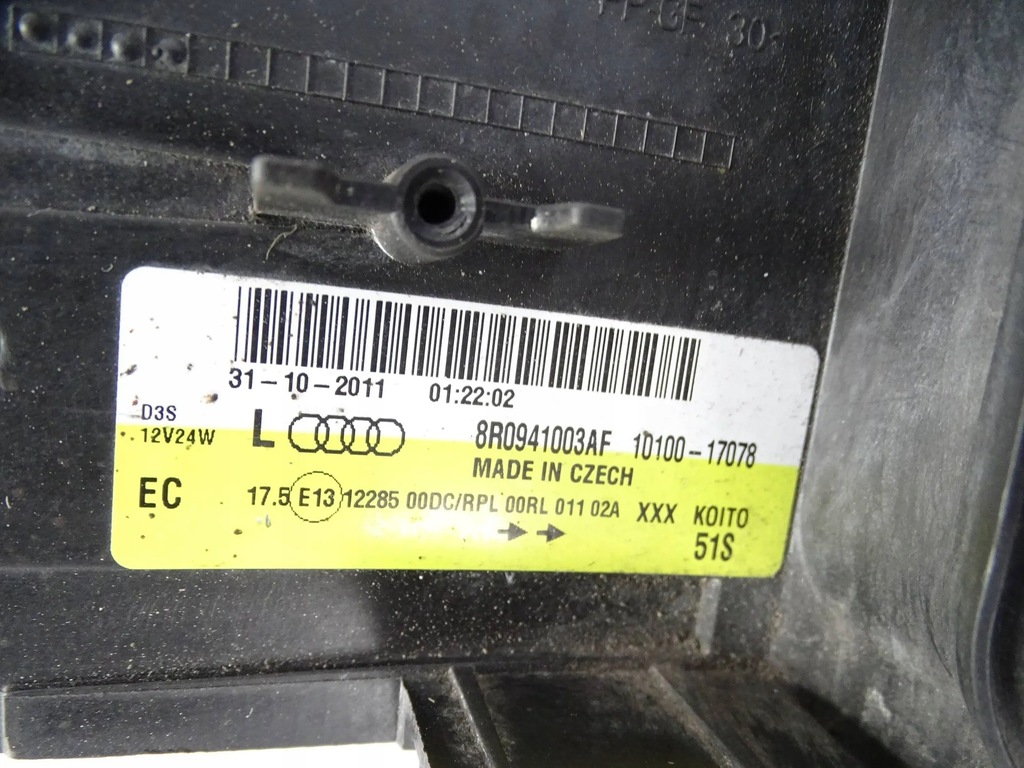 31-10-2011 01:22:02
D3S
12V24W
L 8R0941003AF 10100-17078
MADE IN CZECH
EC 17.5 E13 12285 00DC/RPL 00RL 011 02A XXX KOITO
51S